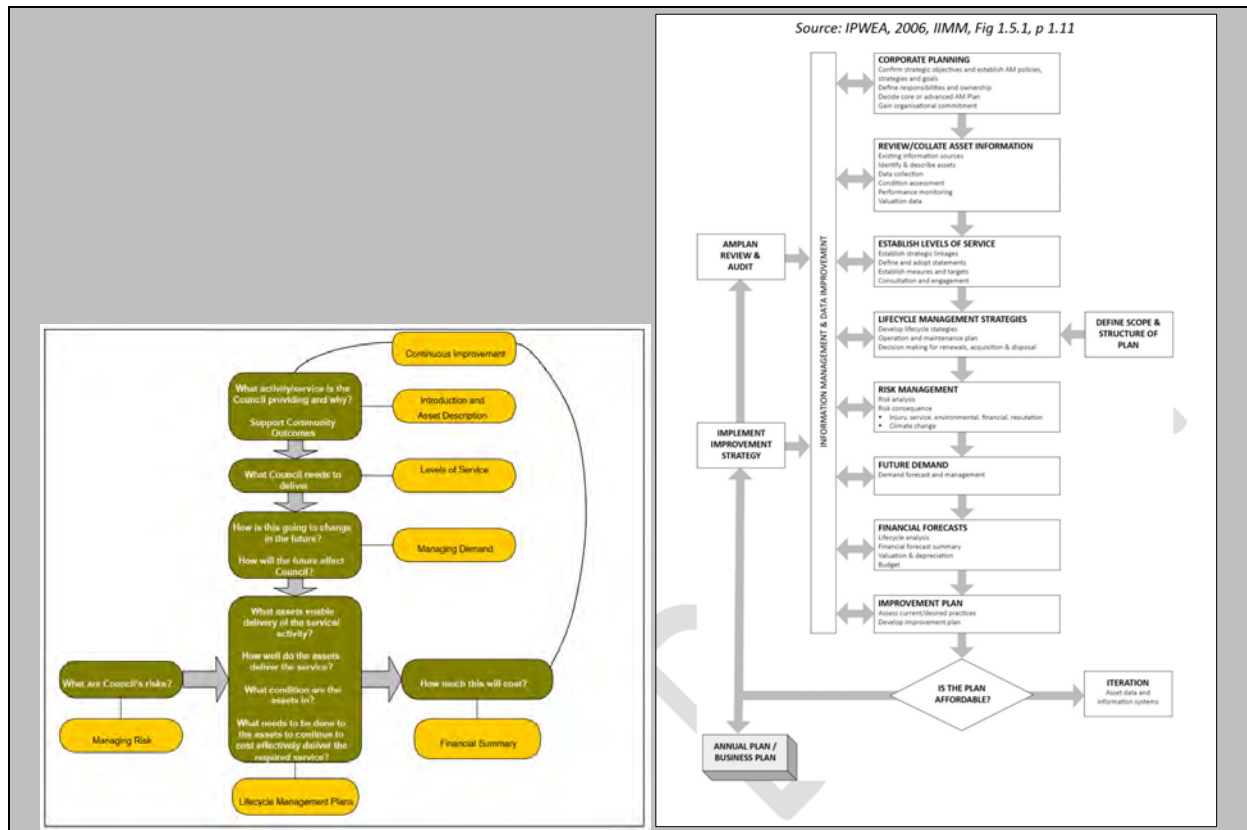 Continuous Improvement
What activity/service is the
Council providing and why?
Support Community
Outcomes
Introduction and
Asset Description
What Council needs to
deliver
Levels of Service
How is this going to change
in the future?
How will the future affect
Council?
Managing Demand
What assets enable
delivery of the service/
activity?
How well do the assets
deliver the service?
What condition are the
assets in?
What needs to be done to
the assets to continue to
cost effectively deliver the
required service?
What are Council's risks?
How much this will cost?
Managing Risk
Financial Summary
Lifecycle Management Plans
Source: IPWEA, 2006, IIMM, Fig 1.5.1, p 1.11
CORPORATE PLANNING
Confirm strategic objectives and establish AM policies,
strategies and goals
Define responsibilities and ownership
Decide core or advanced AM Plan
Gain organisational commitment
REVIEW/COLLATE ASSET INFORMATION
Existing information sources
Identify & describe assets
Data collection
Condition assessment
Performance monitoring
Valuation data
ESTABLISH LEVELS OF SERVICE
Establish strategic linkages
Define and adopt statements
Establish measures and targets
Consultation and engagement
LIFECYCLE MANAGEMENT STRATEGIES
Develop lifecycle stategies
Operation and maintenance plan
Decision making for renewals, acquisition & disposal
DEFINE SCOPE &
STRUCTURE OF
PLAN
RISK MANAGEMENT
Risk analysis
Risk consequence
• Injury, service, environmental, financial, reputation
• Climate change
FUTURE DEMAND
Demand forecast and management
FINANCIAL FORECASTS
Lifecycle analysis
Financial forecast summary
Valuation & depreciation
Budget
IMPROVEMENT PLAN
Assess current/desired practices
Develop improvement plan
INFORMATION MANAGEMENT & DATA IMPROVEMENT
AMPLAN
REVIEW &
AUDIT
IMPLEMENT
IMPROVEMENT
STRATEGY
IS THE PLAN
AFFORDABLE?
ITERATION
Asset data and
information systems
ANNUAL PLAN /
BUSINESS PLAN